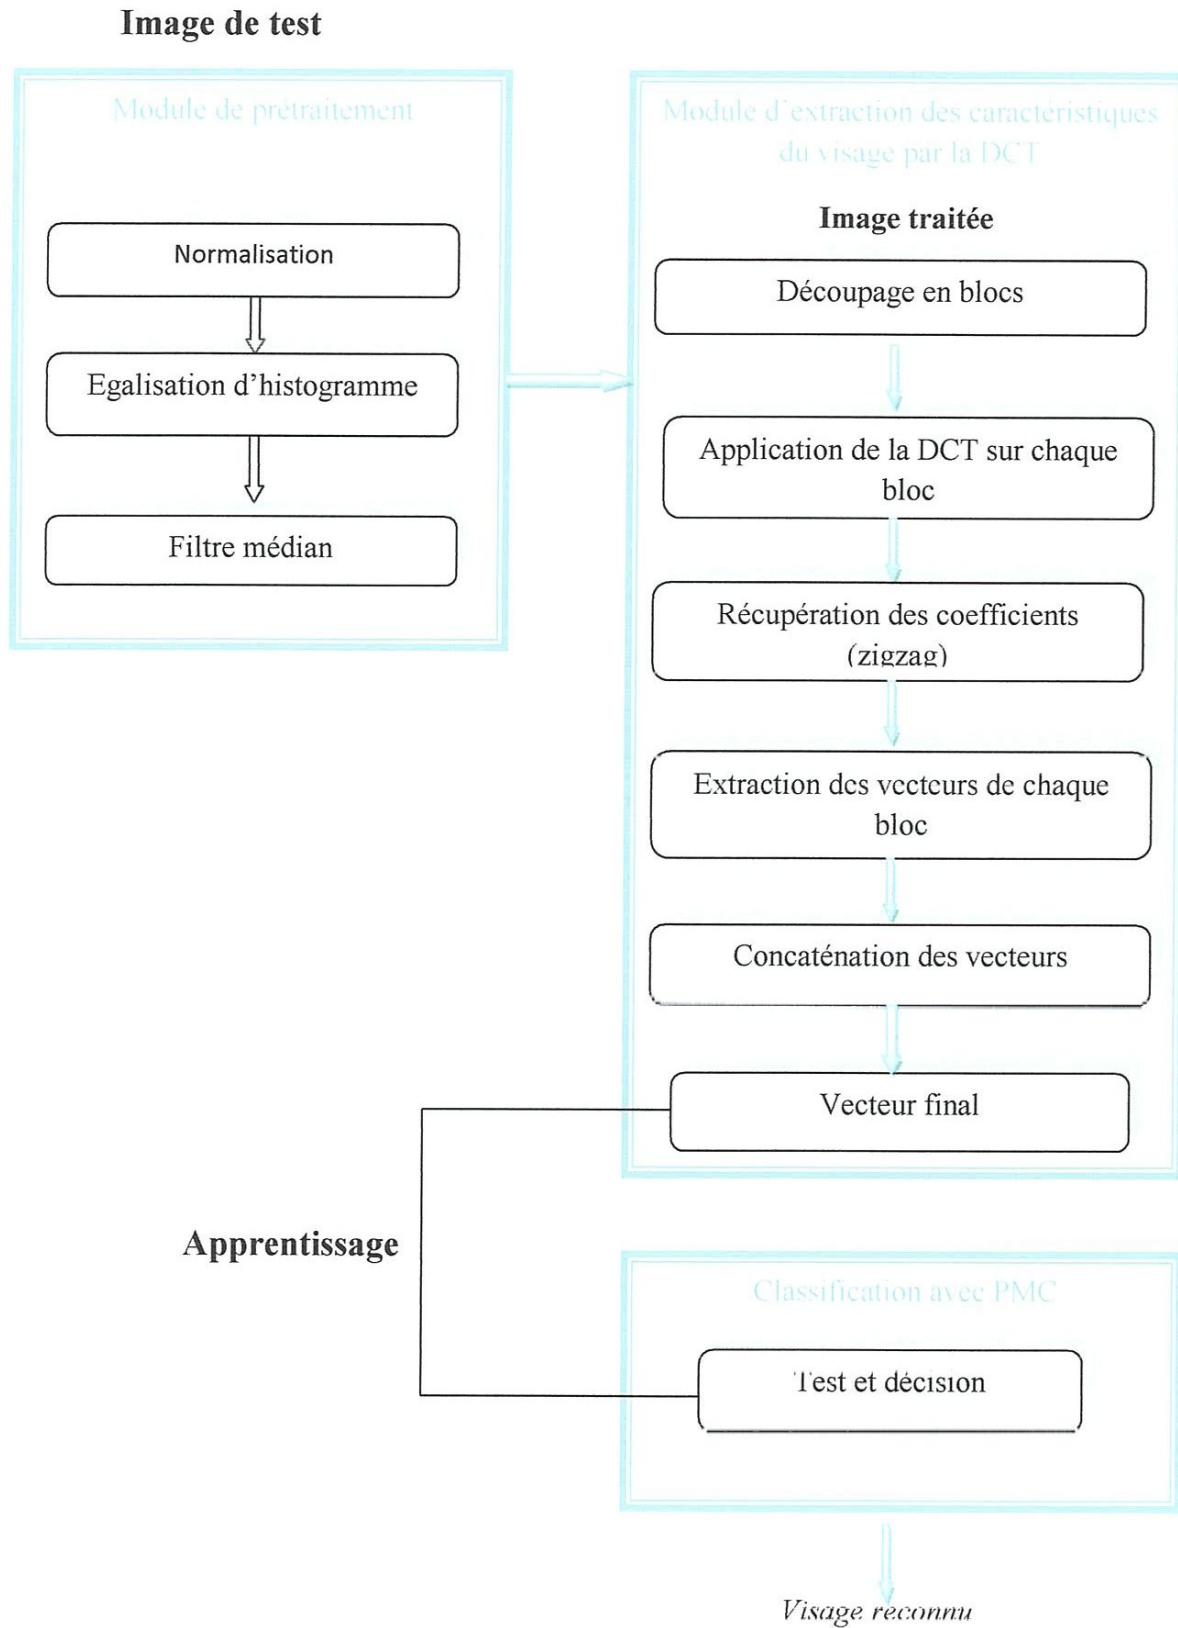 Image de test
Module de prétraitement
Normalisation
Egalisation d'histogramme
Filtre médian
Module d'extraction des caractéristiques
du visage par la DCT
Image traitée
Découpage en blocs
Application de la DCT sur chaque
bloc
Récupération des coefficients
(zigzag)
Extraction des vecteurs de chaque
bloc
Concaténation des vecteurs
Vecteur final
Apprentissage
Classification avec PMC
Test et décision
Visage reconnu